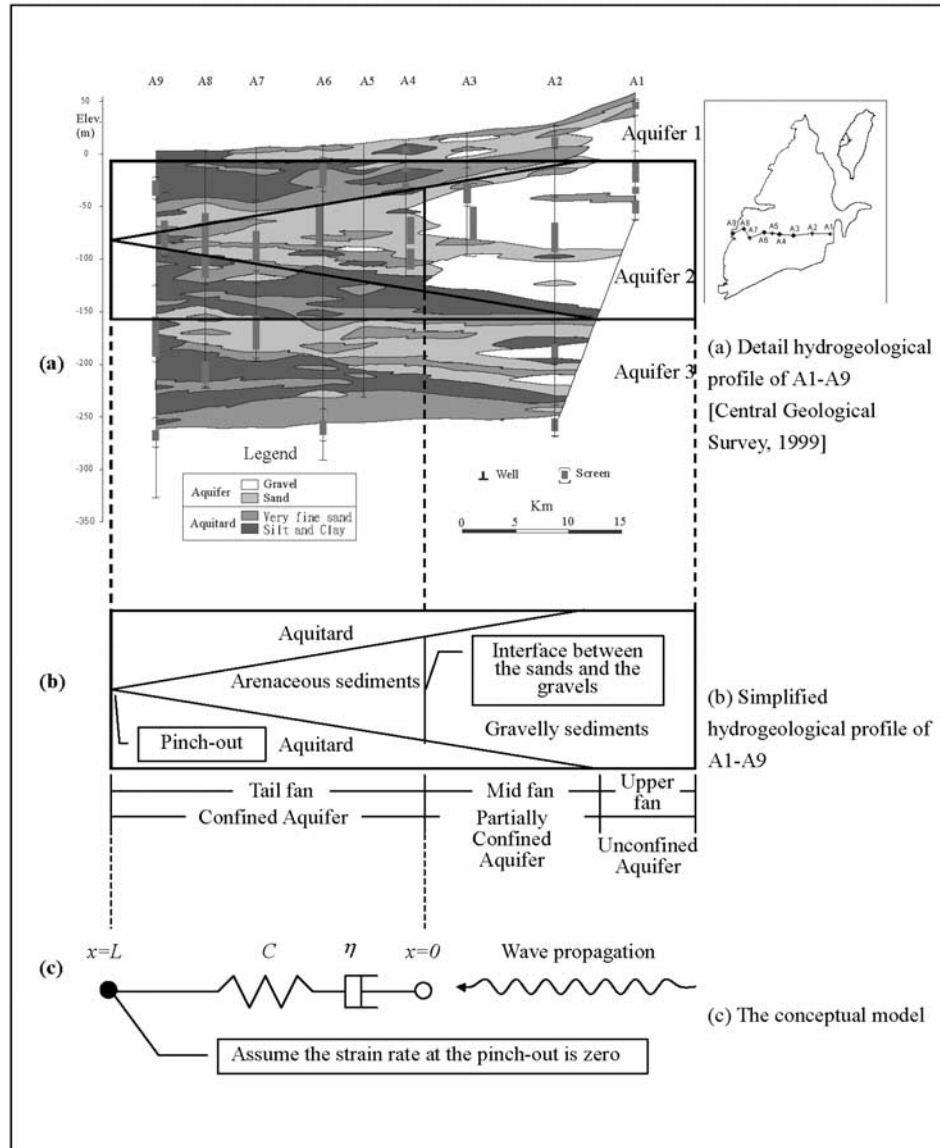 A9 A8 A7 A6 A5 A4 A3 A2 A1
50
Elev.
(m)
0
-50
-100
-150
-200
-250
-300
-350
Aquifer 1
Aquifer 2
Aquifer 3
(a)
A9 A8 A7 A6 A5 A4 A3 A2 A1
(a) Detail hydrogeological
profile of A1-A9
[Central Geological
Survey, 1999]
Legend
Aquifer
Gravel
Sand
Aquitard
Very fine sand
Silt and Clay
Well
Screen
Km
0 5 10 15
(b)
Aquitard
Arenaceous sediments
Interface between
the sands and the
gravels
Pinch-out
Aquitard
Gravelly sediments
(b) Simplified
hydrogeological profile of
A1-A9
Tail fan
Mid fan
Upper
fan
Confined Aquifer
Partially
Confined
Aquifer
Unconfined
Aquifer
(c)
x=L
C
η
x=0
Wave propagation
Assume the strain rate at the pinch-out is zero
(c) The conceptual model